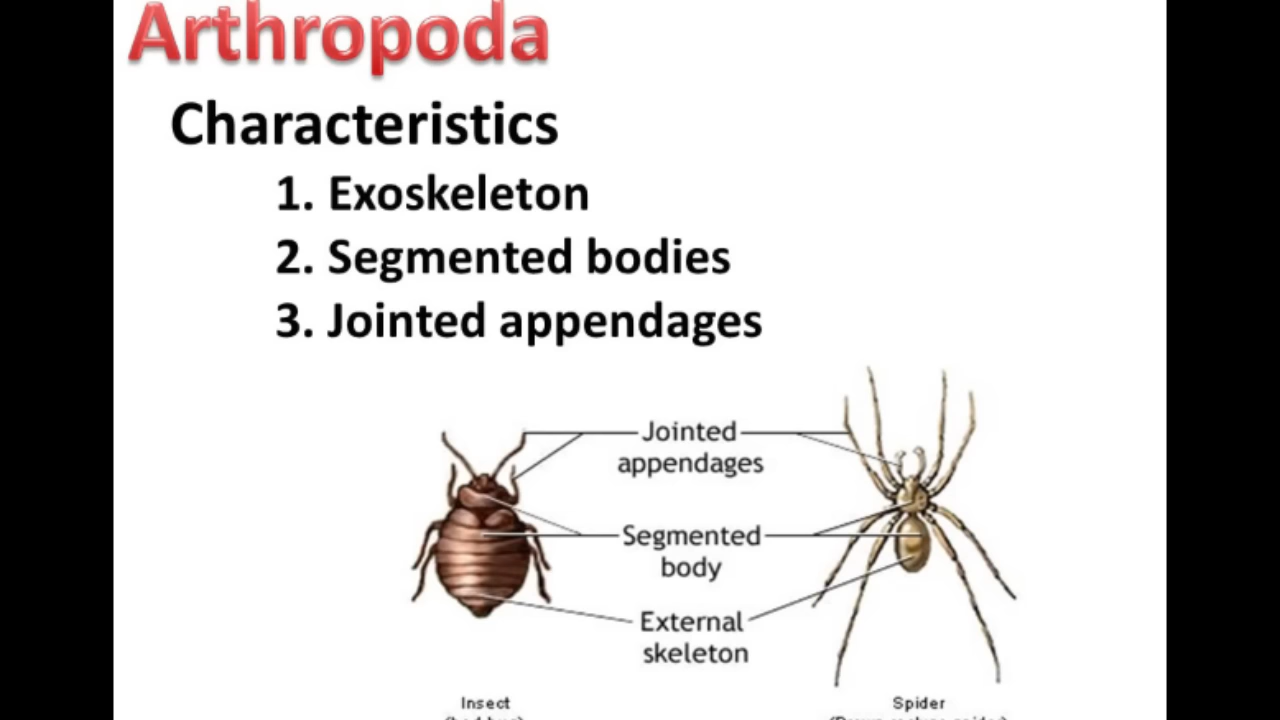 Arthropoda
Characteristics
1. Exoskeleton
2. Segmented bodies
3. Jointed appendages
Jointed
appendages
Segmented
body
External
skeleton
Insect
Spider